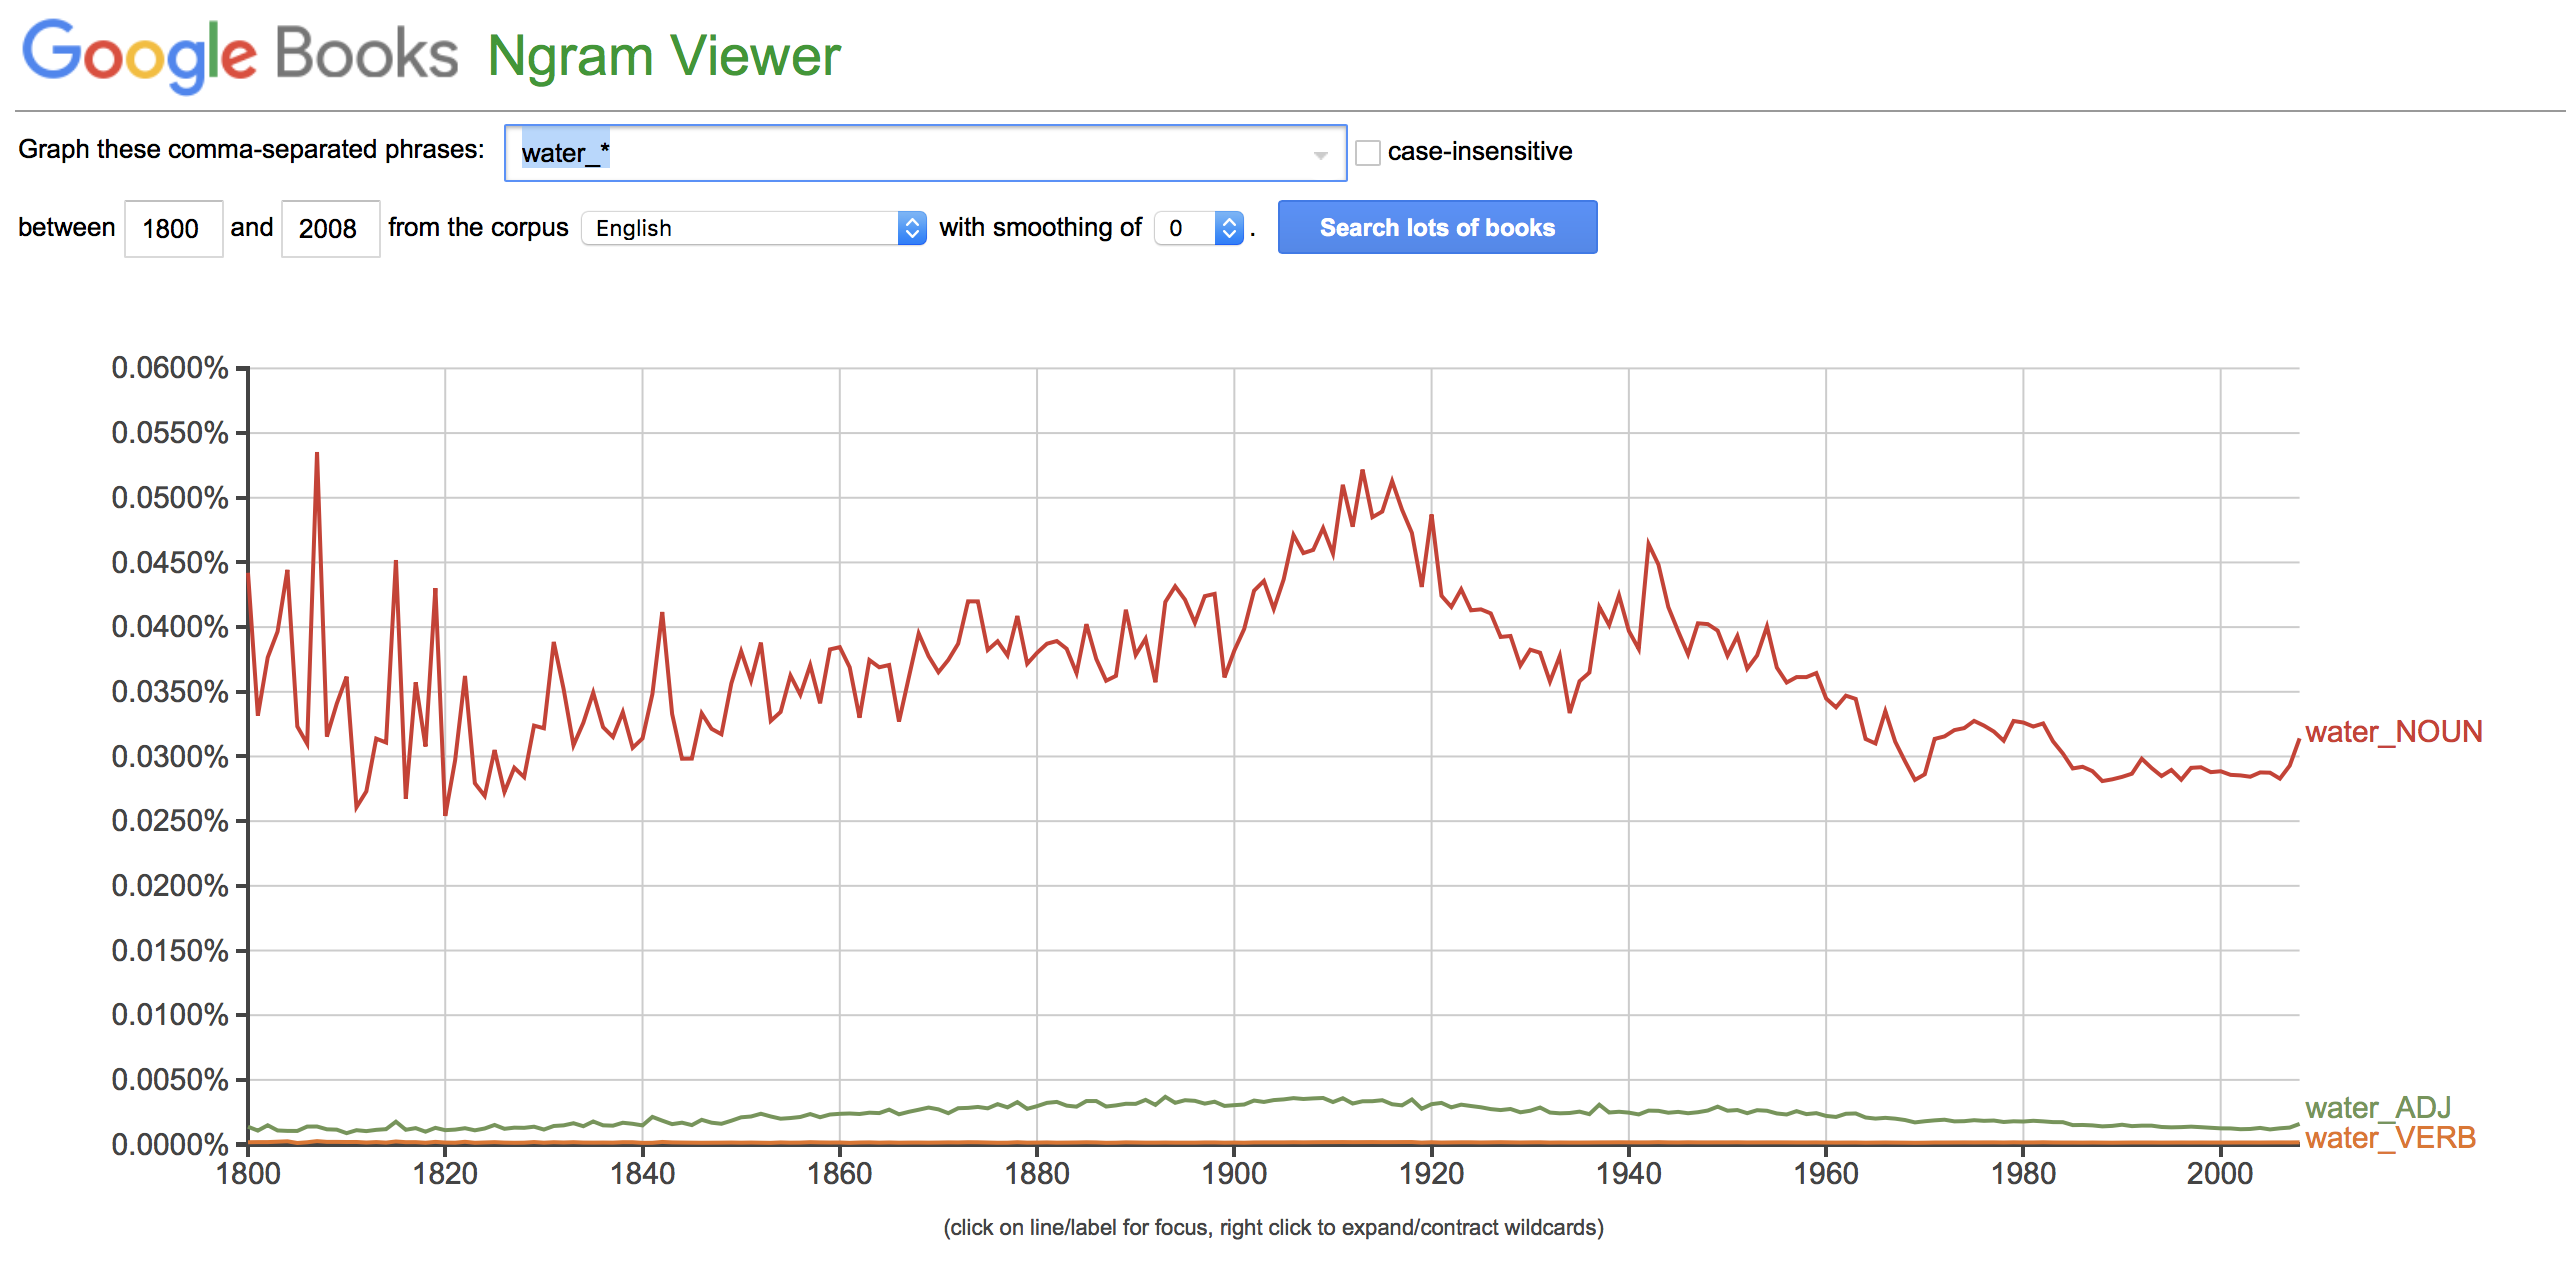 Google Books Ngram Viewer
Graph these comma-separated phrases: water_* case-insensitive
between 1800 and 2008 from the corpus English with smoothing of 0 . Search lots of books
0.0600%
0.0550%
0.0500%
0.0450%
0.0400%
0.0350%
water_NOUN
0.0300%
0.0250%
0.0200%
0.0150%
0.0100%
0.0050%
water_ADJ
0.0000%
water_VERB
1800 1820 1840 1860 1880 1900 1920 1940 1960 1980 2000
(click on line/label for focus, right click to expand/contract wildcards)